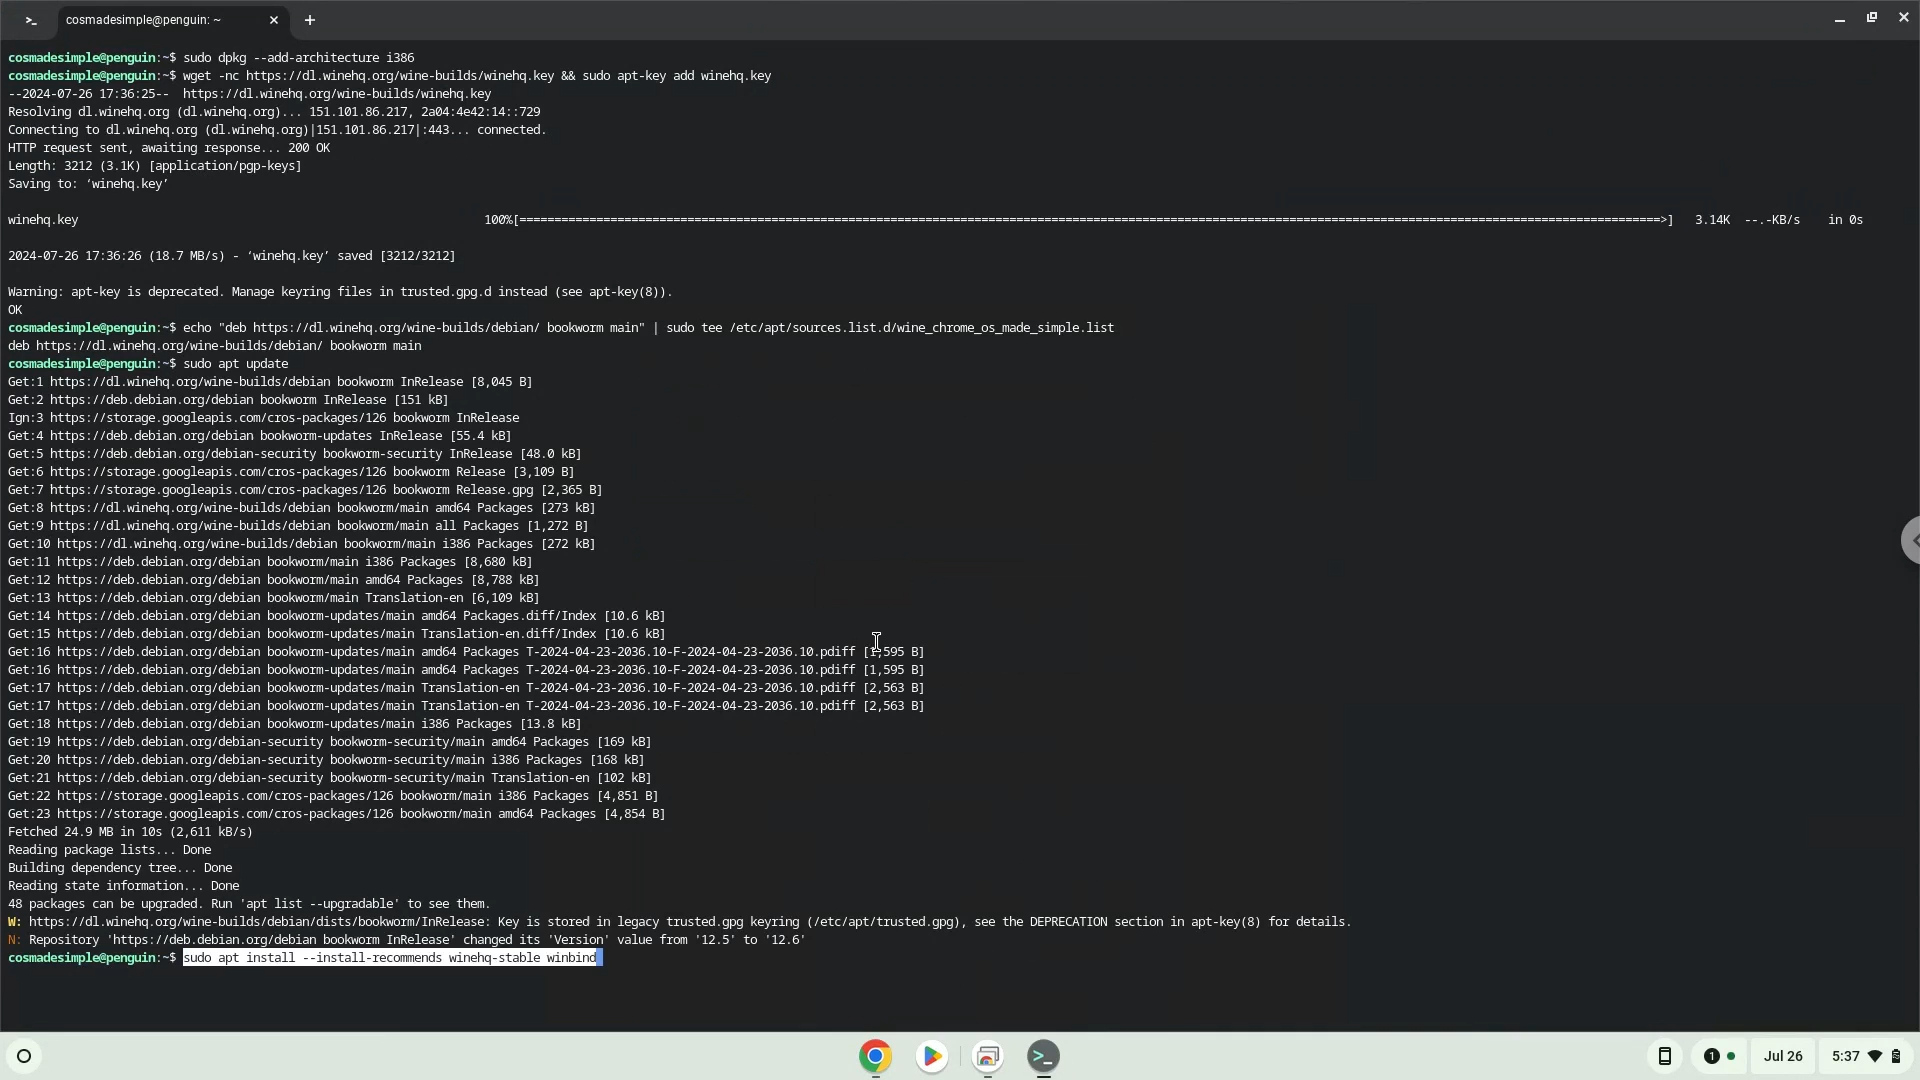 cosmadesimple@penguin: ~
cosmadesimple@penguin:~$ sudo dpkg --add-architecture i386
cosmadesimple@penguin:~$ wget -nc https://dl.winehq.org/wine-builds/winehq.key && sudo apt-key add winehq.key
--2024-07-26 17:36:25--  https://dl.winehq.org/wine-builds/winehq.key
Resolving dl.winehq.org (dl.winehq.org)... 151.101.86.217, 2a04:4e42:14::729
Connecting to dl.winehq.org (dl.winehq.org)|151.101.86.217|:443... connected.
HTTP request sent, awaiting response... 200 OK
Length: 3212 (3.1K) [application/pgp-keys]
Saving to: ‘winehq.key’
winehq.key 100%[===================================================>] 3.14K --.-KB/s in 0s
2024-07-26 17:36:26 (18.7 MB/s) - ‘winehq.key’ saved [3212/3212]
Warning: apt-key is deprecated. Manage keyring files in trusted.gpg.d instead (see apt-key(8)).
OK
cosmadesimple@penguin:~$ echo "deb https://dl.winehq.org/wine-builds/debian/ bookworm main" | sudo tee /etc/apt/sources.list.d/wine_chrome_os_made_simple.list
deb https://dl.winehq.org/wine-builds/debian/ bookworm main
cosmadesimple@penguin:~$ sudo apt update
Get:1 https://dl.winehq.org/wine-builds/debian bookworm InRelease [8,045 B]
Get:2 https://deb.debian.org/debian bookworm InRelease [151 kB]
Ign:3 https://storage.googleapis.com/cros-packages/126 bookworm InRelease
Get:4 https://deb.debian.org/debian bookworm-updates InRelease [55.4 kB]
Get:5 https://deb.debian.org/debian-security bookworm-security InRelease [48.0 kB]
Get:6 https://storage.googleapis.com/cros-packages/126 bookworm Release [3,109 B]
Get:7 https://storage.googleapis.com/cros-packages/126 bookworm Release.gpg [2,365 B]
Get:8 https://dl.winehq.org/wine-builds/debian bookworm/main amd64 Packages [273 kB]
Get:9 https://dl.winehq.org/wine-builds/debian bookworm/main all Packages [1,272 B]
Get:10 https://dl.winehq.org/wine-builds/debian bookworm/main i386 Packages [272 kB]
Get:11 https://deb.debian.org/debian bookworm/main i386 Packages [8,680 kB]
Get:12 https://deb.debian.org/debian bookworm/main amd64 Packages [8,788 kB]
Get:13 https://deb.debian.org/debian bookworm/main Translation-en [6,109 kB]
Get:14 https://deb.debian.org/debian bookworm-updates/main amd64 Packages.diff/Index [10.6 kB]
Get:15 https://deb.debian.org/debian bookworm-updates/main Translation-en.diff/Index [10.6 kB]
Get:16 https://deb.debian.org/debian bookworm-updates/main amd64 Packages T-2024-04-23-2036.10-F-2024-04-23-2036.10.pdiff [1,595 B]
Get:16 https://deb.debian.org/debian bookworm-updates/main amd64 Packages T-2024-04-23-2036.10-F-2024-04-23-2036.10.pdiff [1,595 B]
Get:17 https://deb.debian.org/debian bookworm-updates/main Translation-en T-2024-04-23-2036.10-F-2024-04-23-2036.10.pdiff [2,563 B]
Get:17 https://deb.debian.org/debian bookworm-updates/main Translation-en T-2024-04-23-2036.10-F-2024-04-23-2036.10.pdiff [2,563 B]
Get:18 https://deb.debian.org/debian bookworm-updates/main i386 Packages [13.8 kB]
Get:19 https://deb.debian.org/debian-security bookworm-security/main amd64 Packages [169 kB]
Get:20 https://deb.debian.org/debian-security bookworm-security/main i386 Packages [168 kB]
Get:21 https://deb.debian.org/debian-security bookworm-security/main Translation-en [102 kB]
Get:22 https://storage.googleapis.com/cros-packages/126 bookworm/main i386 Packages [4,851 B]
Get:23 https://storage.googleapis.com/cros-packages/126 bookworm/main amd64 Packages [4,854 B]
Fetched 24.9 MB in 10s (2,611 kB/s)
Reading package lists... Done
Building dependency tree... Done
Reading state information... Done
48 packages can be upgraded. Run 'apt list --upgradable' to see them.
W: https://dl.winehq.org/wine-builds/debian/dists/bookworm/InRelease: Key is stored in legacy trusted.gpg keyring (/etc/apt/trusted.gpg), see the DEPRECATION section in apt-key(8) for details.
N: Repository 'https://deb.debian.org/debian bookworm InRelease' changed its 'Version' value from '12.5' to '12.6'
cosmadesimple@penguin:~$ sudo apt install --install-recommends winehq-stable winbind
1 Jul 26 5:37